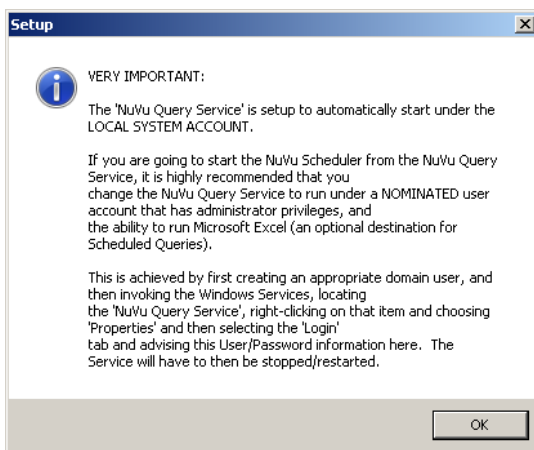 Setup
VERY IMPORTANT:
The 'NuVu Query Service' is setup to automatically start under the
LOCAL SYSTEM ACCOUNT.
If you are going to start the NuVu Scheduler from the NuVu Query
Service, it is highly recommended that you
change the NuVu Query Service to run under a NOMINATED user
account that has administrator privileges, and
the ability to run Microsoft Excel (an optional destination for
Scheduled Queries).
This is achieved by first creating an appropriate domain user, and
then invoking the Windows Services, locating
the 'NuVu Query Service', right-clicking on that item and choosing
'Properties' and then selecting the 'Login'
tab and advising this User/Password information here.  The
Service will have to then be stopped/restarted.
OK